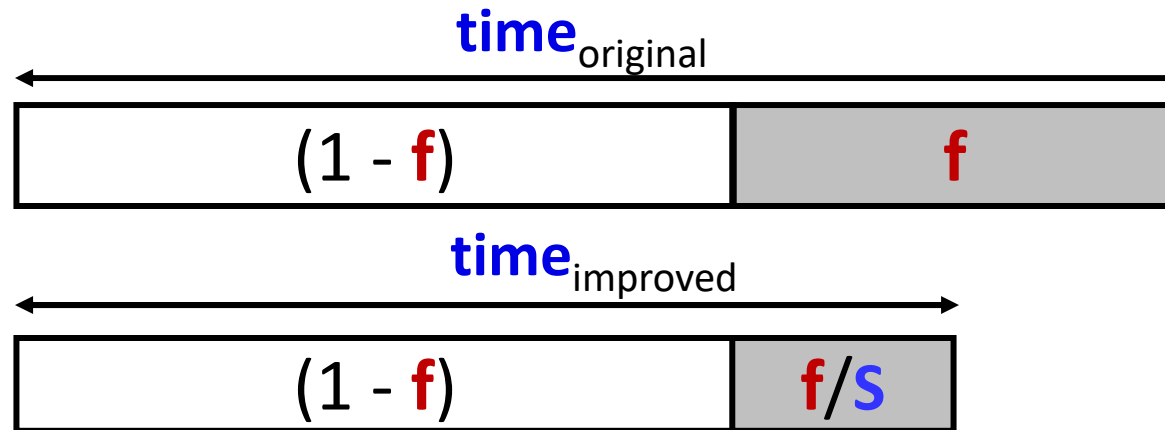 time original
(1 - f) f
time improved
(1 - f) f/S